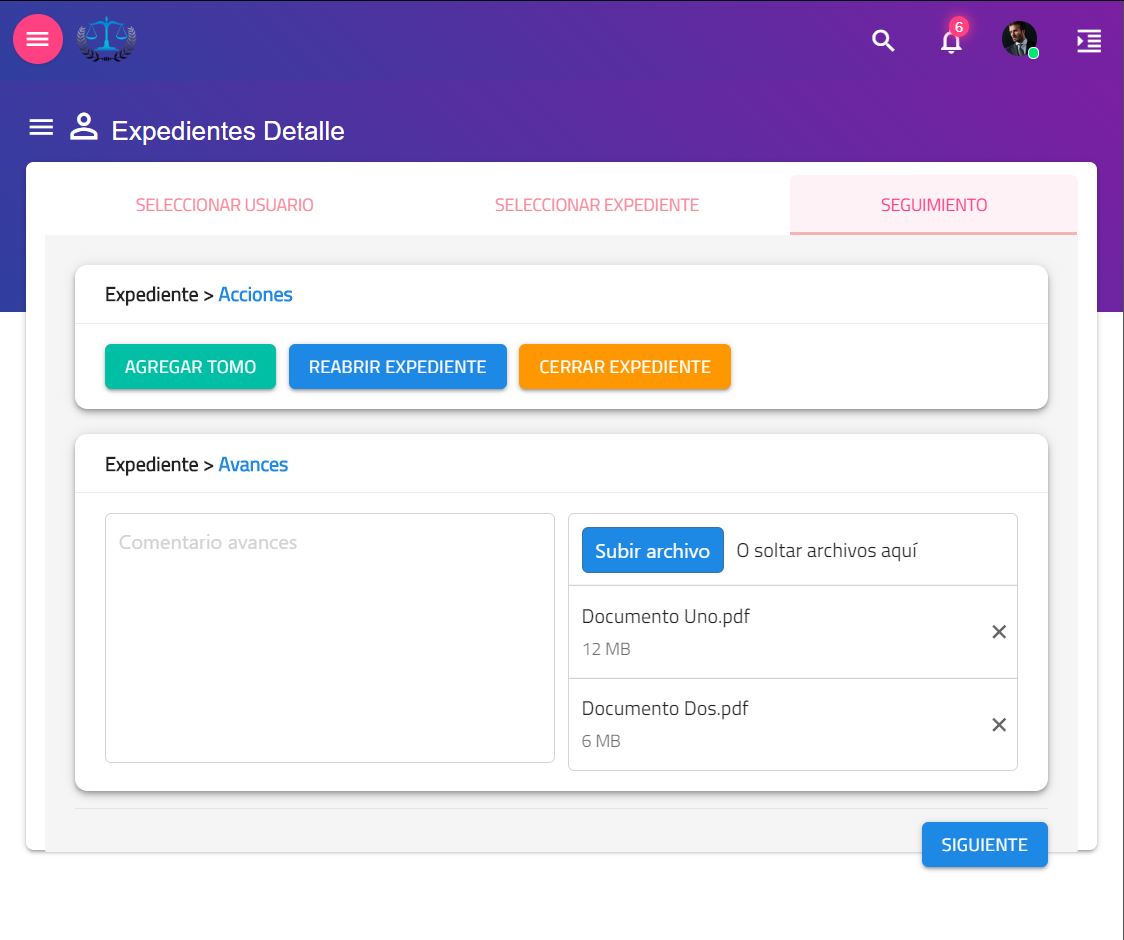 6
Expedientes Detalle
SELECCIONAR USUARIO
SELECCIONAR EXPEDIENTE
SEGUIMIENTO
Expediente > Acciones
AGREGAR TOMO
REABRIR EXPEDIENTE
CERRAR EXPEDIENTE
Expediente > Avances
Comentario avances
Subir archivo
O soltar archivos aquí
Documento Uno.pdf
12 MB
Documento Dos.pdf
6 MB
SIGUIENTE